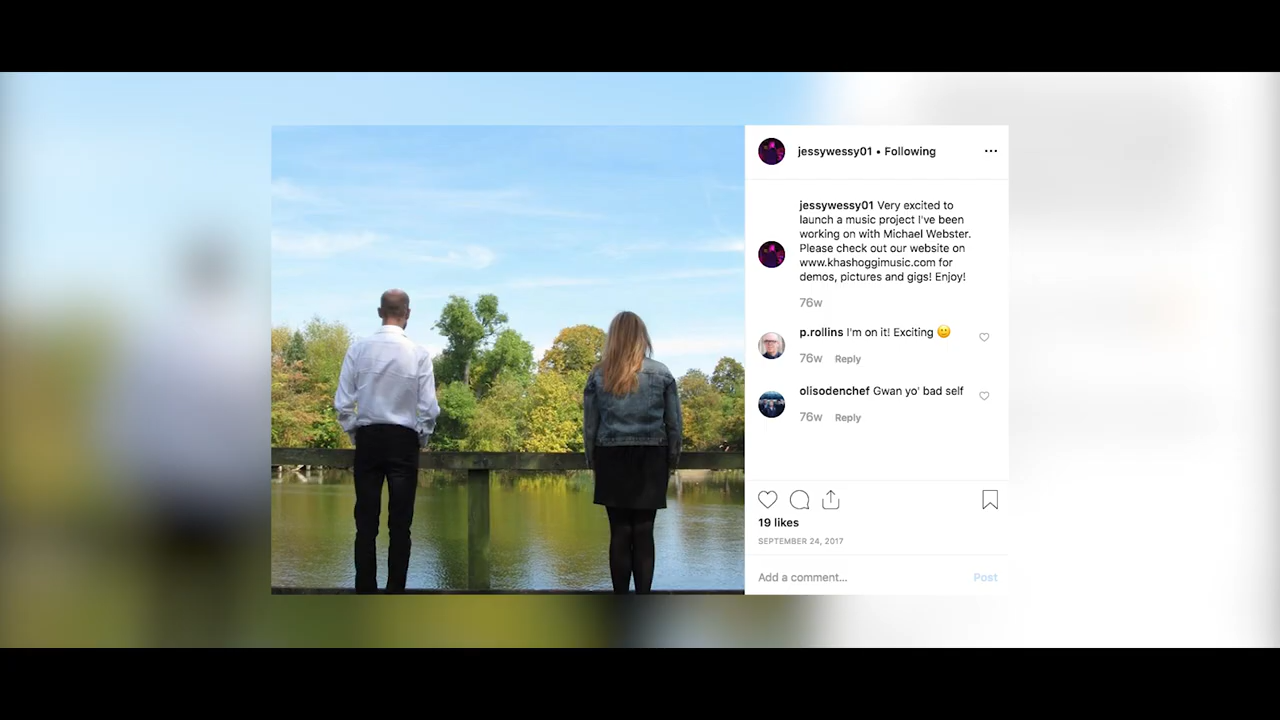 jessywessy01 • Following
jessywessy01 Very excited to
launch a music project I've been
working on with Michael Webster.
Please check out our website on
www.khashoggimusic.com for
demos, pictures and gigs! Enjoy!
76w
p.rollins I'm on it! Exciting 🙂
76w Reply
olisodenchef Gwan yo' bad self
76w Reply
19 likes
SEPTEMBER 24, 2017
Add a comment... Post